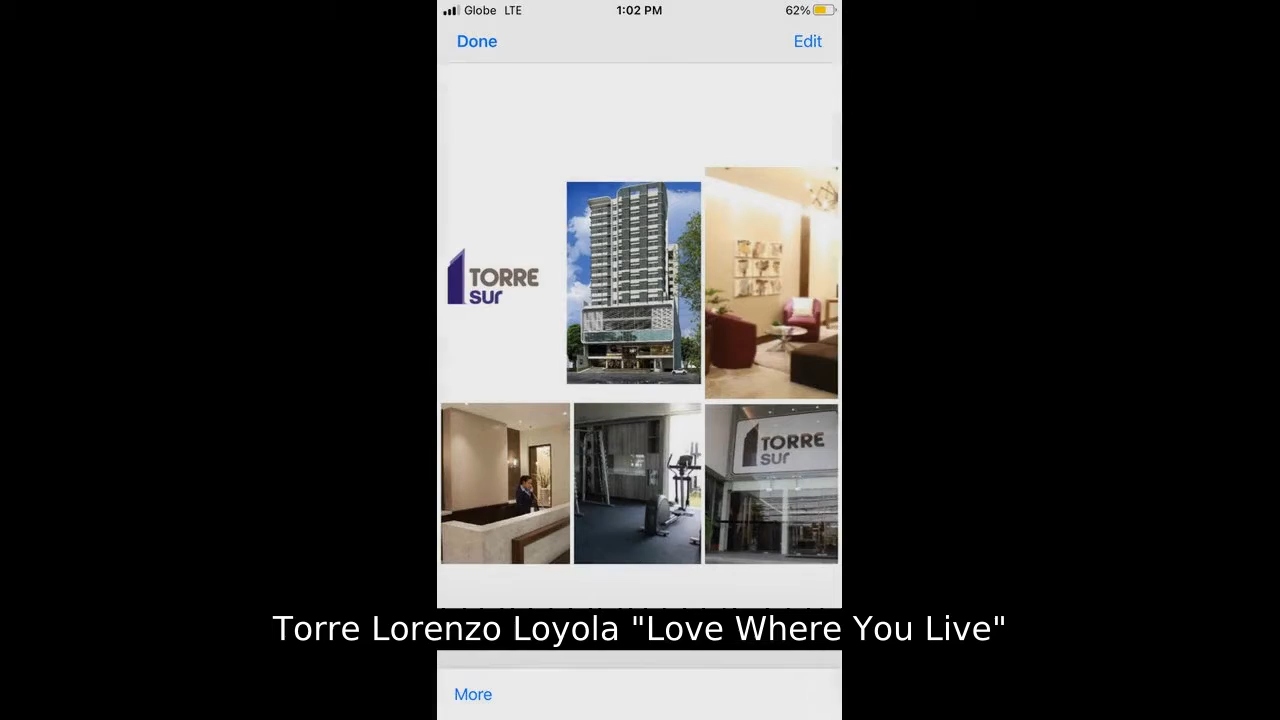 Globe LTE 1:02 PM 62%
Done Edit
TORRE
sur
TORRE
sur
Torre Lorenzo Loyola "Love Where You Live"
More